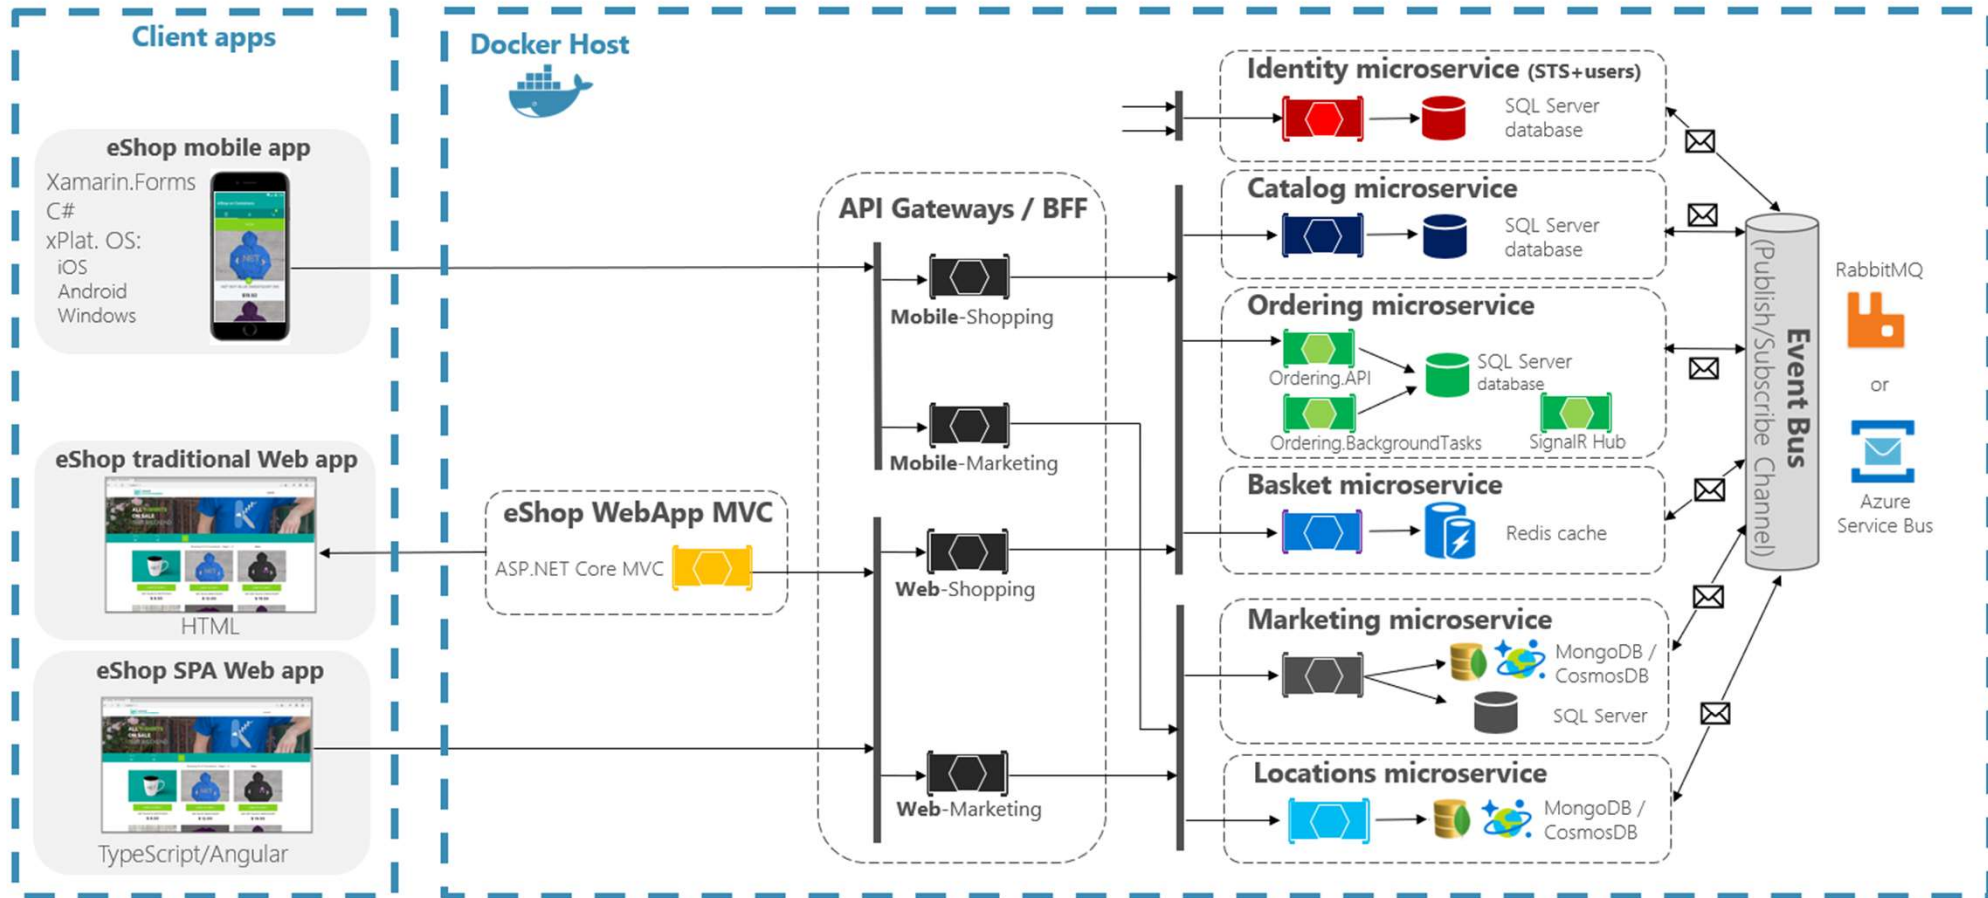 Client apps
eShop mobile app
Xamarin.Forms
C#
xPlat. OS:
iOS
Android
Windows
eShop traditional Web app
HTML
eShop SPA Web app
TypeScript/Angular
Docker Host
eShop WebApp MVC
ASP.NET Core MVC
API Gateways / BFF
Mobile-Shopping
Mobile-Marketing
Web-Shopping
Web-Marketing
Identity microservice (STS+users)
SQL Server
database
Catalog microservice
SQL Server
database
Ordering microservice
Ordering.API
SQL Server
database
Ordering.BackgroundTasks
SignalR Hub
Basket microservice
Redis cache
Marketing microservice
MongoDB /
CosmosDB
SQL Server
Locations microservice
MongoDB /
CosmosDB
Event Bus
(Publish/Subscribe Channel)
RabbitMQ
or
Azure
Service Bus